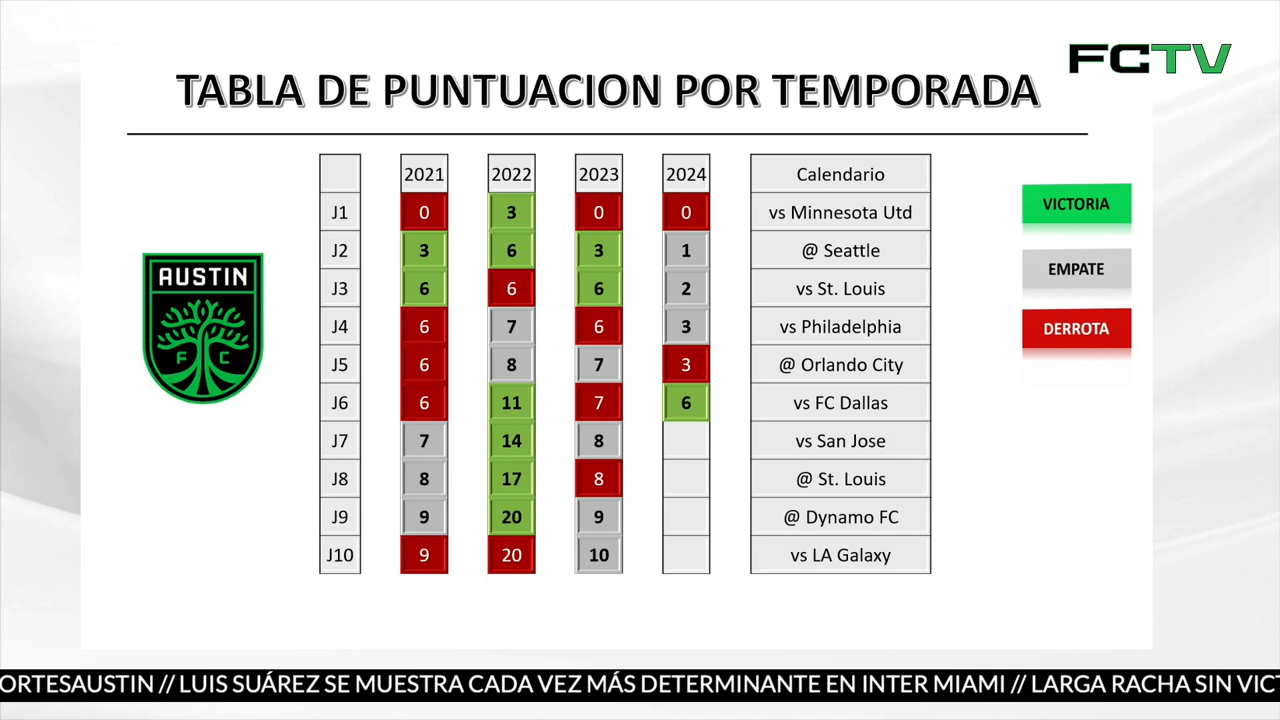 FCTV
TABLA DE PUNTUACION POR TEMPORADA
2021 2022 2023 2024 Calendario
J1 0 3 0 0 vs Minnesota Utd
J2 3 6 3 1 @ Seattle
J3 6 6 6 2 vs St. Louis
J4 6 7 6 3 vs Philadelphia
J5 6 8 7 3 @ Orlando City
J6 6 11 7 6 vs FC Dallas
J7 7 14 8 vs San Jose
J8 8 17 8 @ St. Louis
J9 9 20 9 @ Dynamo FC
J10 9 20 10 vs LA Galaxy
VICTORIA
EMPATE
DERROTA
AUSTIN
F C
ORTESAUSTIN // LUIS SUÁREZ SE MUESTRA CADA VEZ MÁS DETERMINANTE EN INTER MIAMI // LARGA RACHA SIN VICT